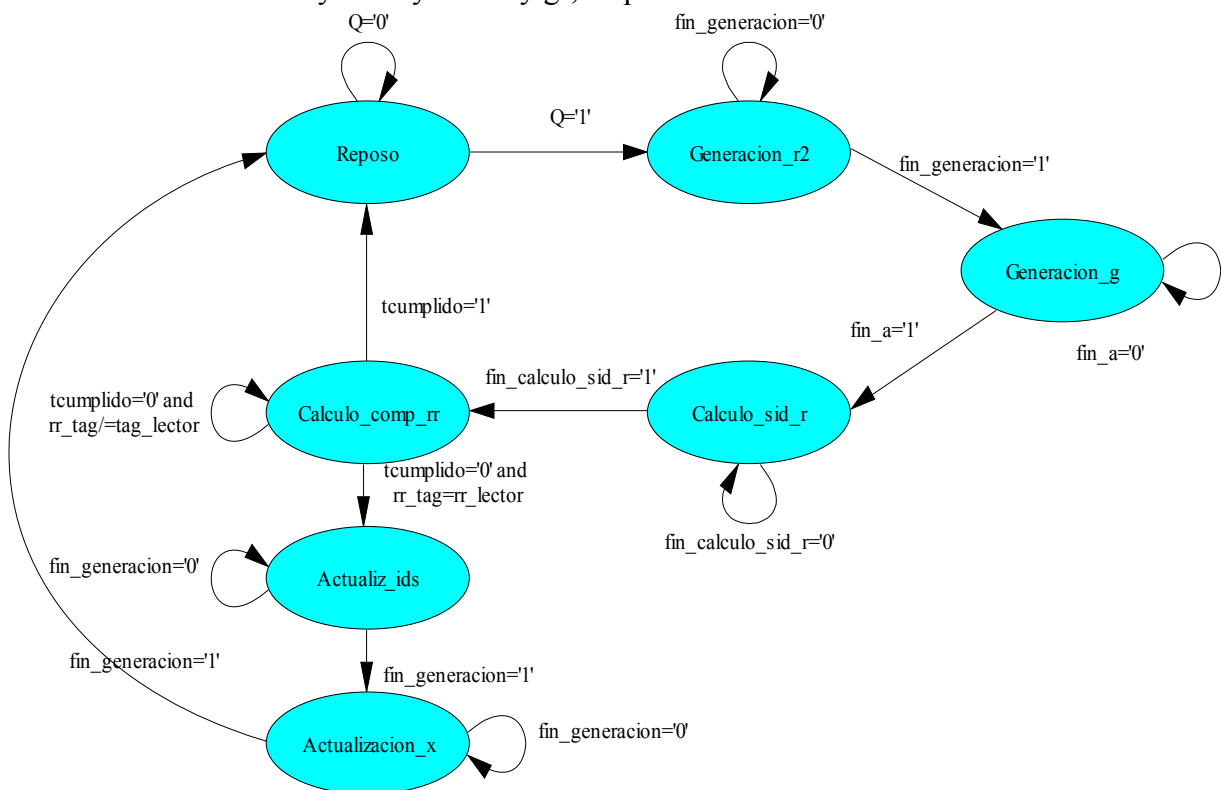 Q='0'
fin_generacion='0'
Q='1'
Reposo
Generacion_r2
fin_generacion='1'
Generacion_g
tcumplido='1'
fin_a='1'
fin_a='0'
fin_calculo_sid_r='1'
tcumplido='0' and
rr_tag/=tag_lector
Calculo_comp_rr
Calculo_sid_r
tcumplido='0' and
rr_tag=rr_lector
fin_calculo_sid_r='0'
fin_generacion='0'
Actualiz_ids
fin_generacion='1'
fin_generacion='1'
Actualizacion_x
fin_generacion='0'